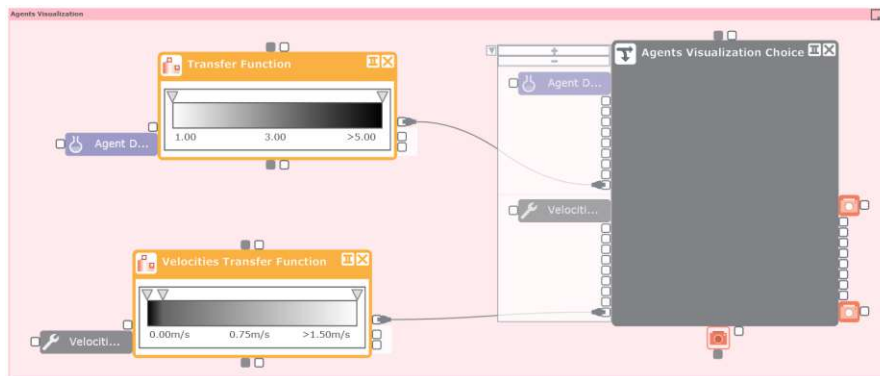 Agents Visualization
Transfer Function
1.00 3.00 >5.00
Agent D...
Velocities Transfer Function
0.00m/s 0.75m/s >1.50m/s
Velociti...
+
−
Agents Visualization Choice
Agent D...
Velociti...